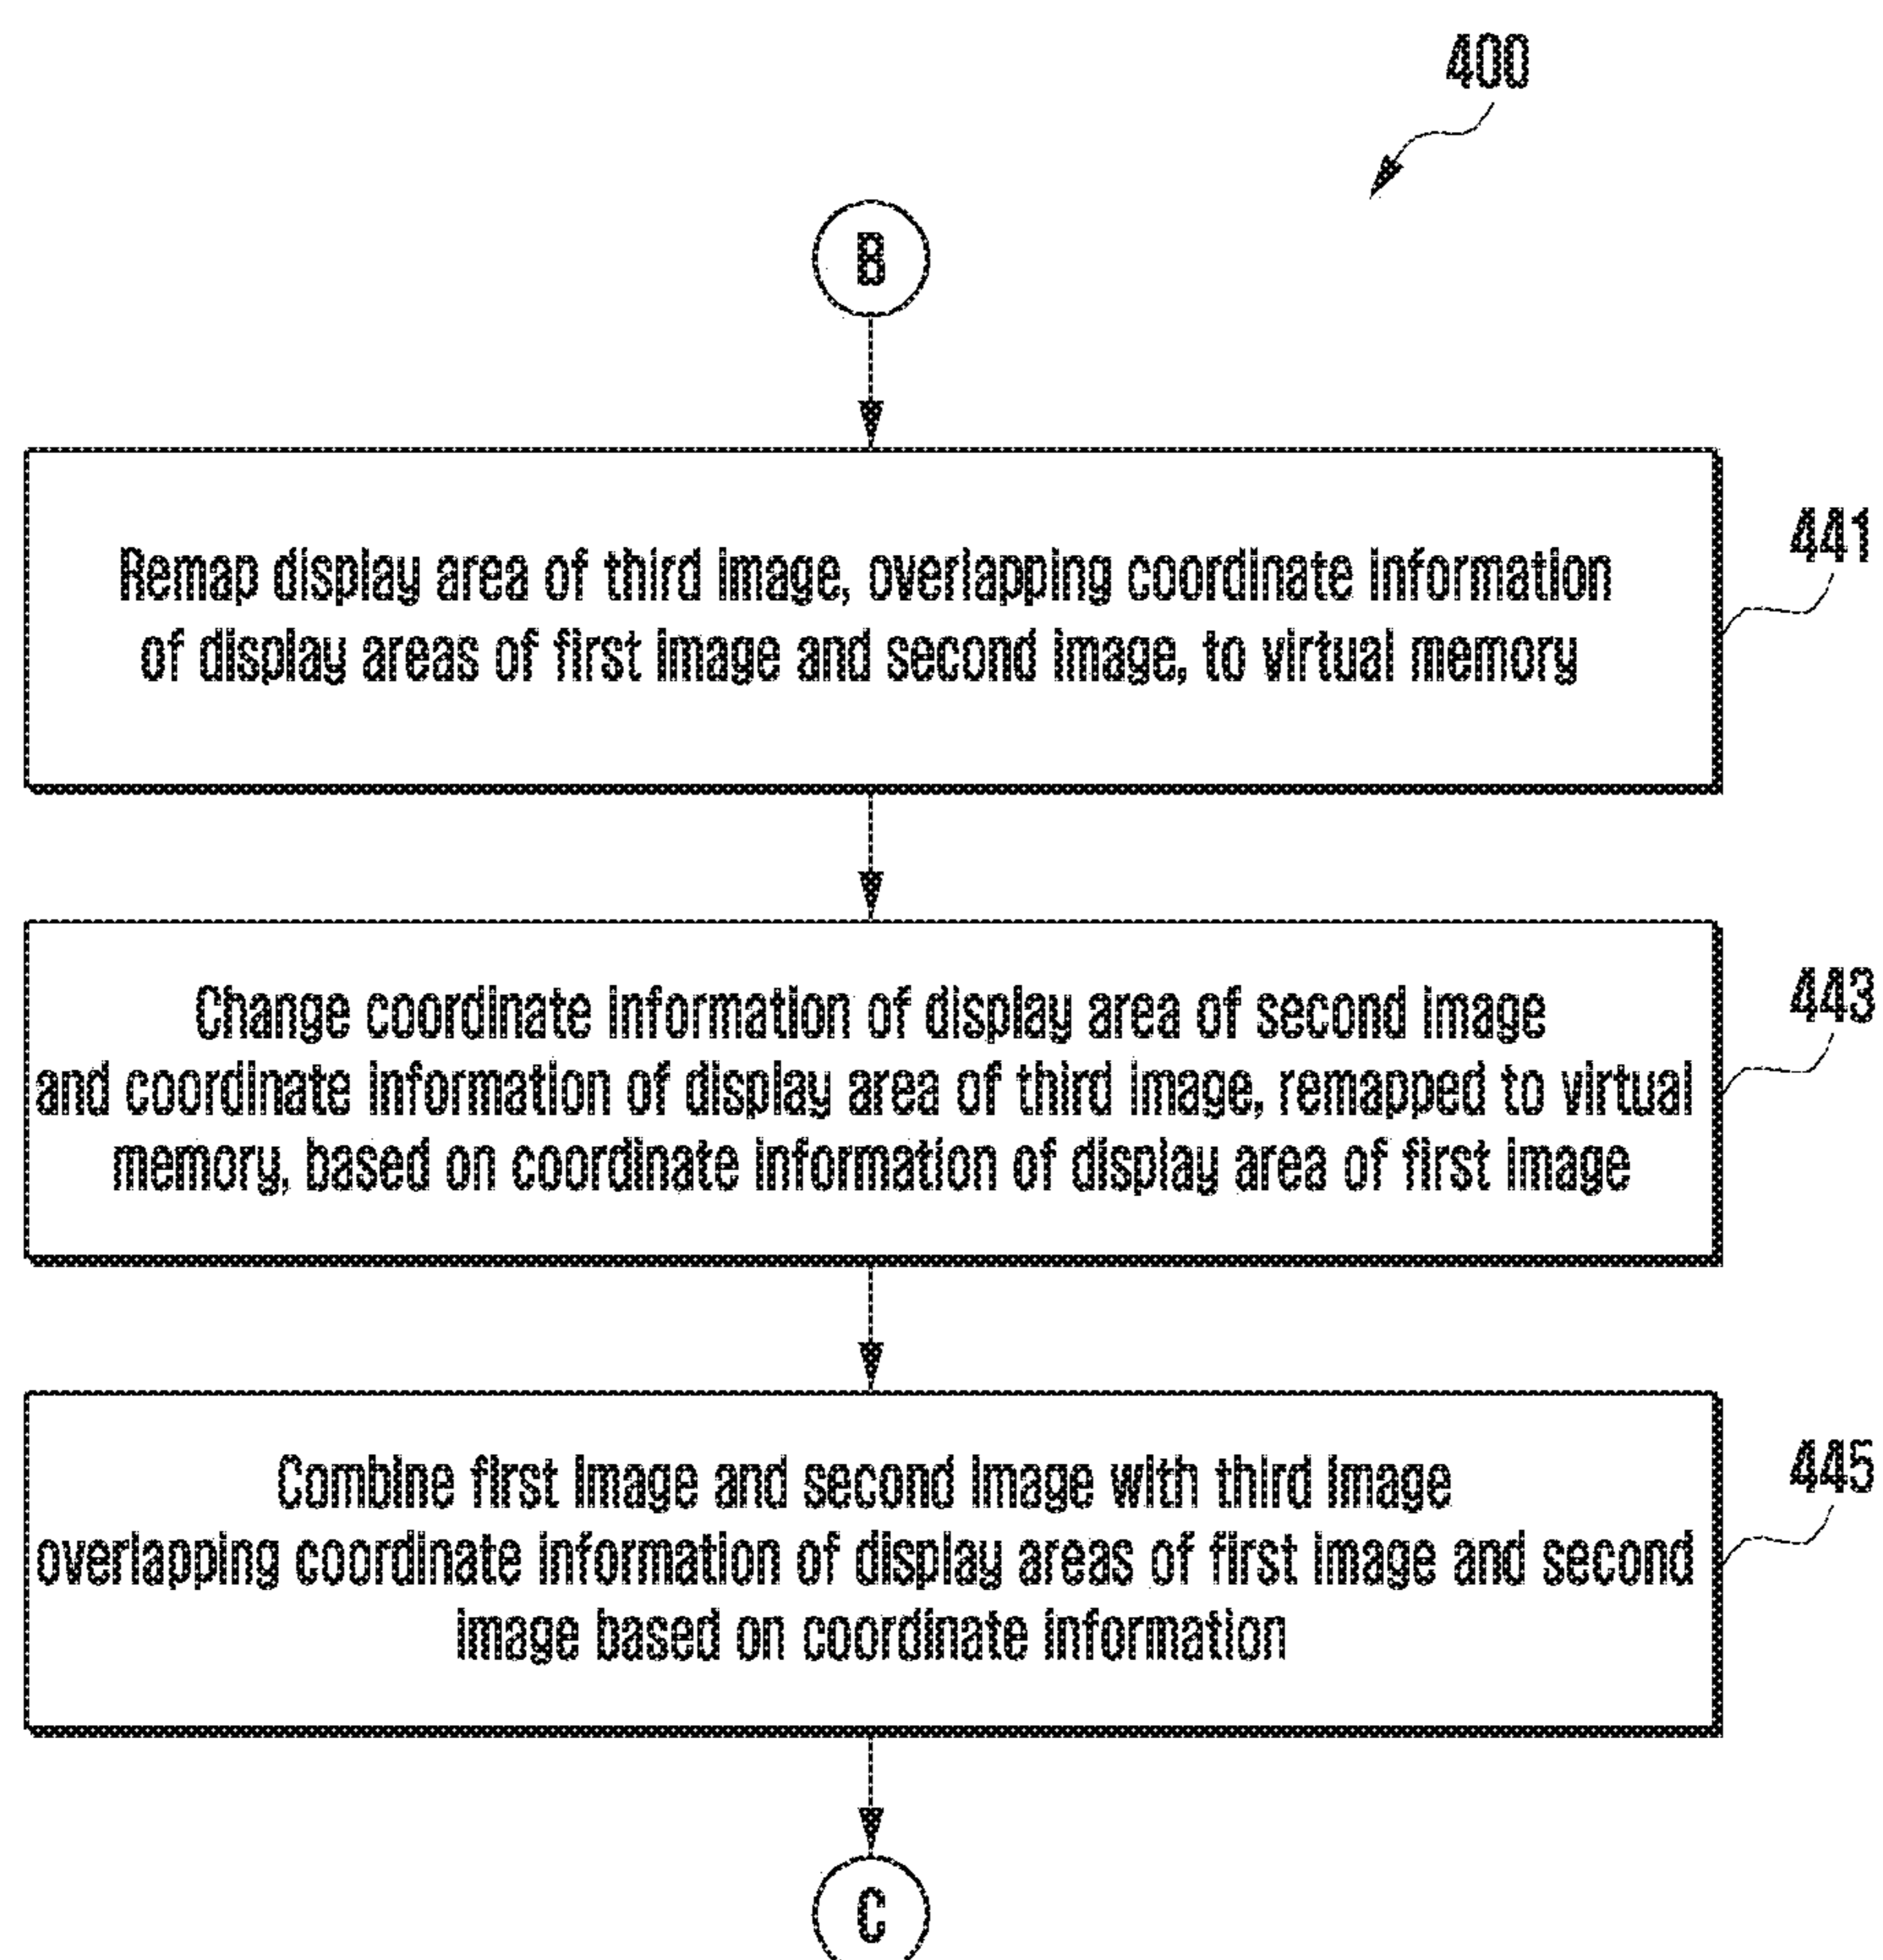 400
B
Remap display area of third image, overlapping coordinate information
of display areas of first image and second image, to virtual memory
441
Change coordinate information of display area of second image
and coordinate information of display area of third image, remapped to virtual
memory, based on coordinate information of display area of first image
443
Combine first image and second image with third image
overlapping coordinate information of display areas of first image and second
image based on coordinate information
445
C